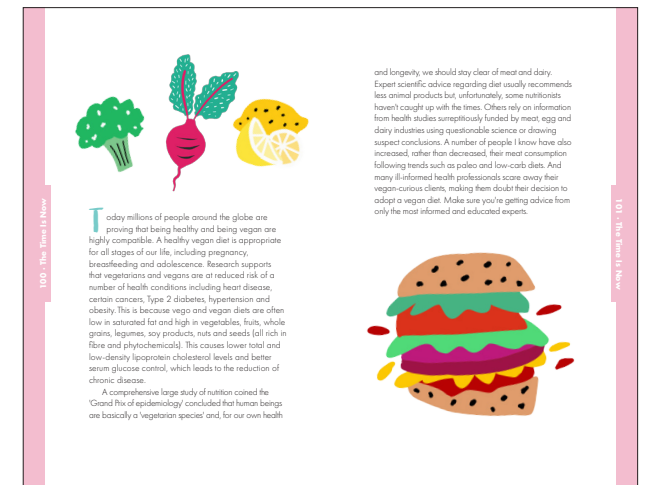 100 - The Time Is Now
Today millions of people around the globe are
proving that being healthy and being vegan are
highly compatible. A healthy vegan diet is appropriate
for all stages of our life, including pregnancy,
breastfeeding and adolescence. Research supports
that vegetarians and vegans are at reduced risk of a
number of health conditions including heart disease,
certain cancers, Type 2 diabetes, hypertension and
obesity. This is because vego and vegan diets are often
low in saturated fat and high in vegetables, fruits, whole
grains, legumes, soy products, nuts and seeds (all rich in
fibre and phytochemicals). This causes lower total and
low-density lipoprotein cholesterol levels and better
serum glucose control, which leads to the reduction of
chronic disease.
A comprehensive large study of nutrition coined the
'Grand Prix of epidemiology' concluded that human beings
are basically a 'vegetarian species' and, for our own health
and longevity, we should stay clear of meat and dairy.
Expert scientific advice regarding diet usually recommends
less animal products but, unfortunately, some nutritionists
haven't caught up with the times. Others rely on information
from health studies surreptitiously funded by meat, egg and
dairy industries using questionable science or drawing
suspect conclusions. A number of people I know have also
increased, rather than decreased, their meat consumption
following trends such as paleo and low-carb diets. And
many ill-informed health professionals scare away their
vegan-curious clients, making them doubt their decision to
adopt a vegan diet. Make sure you're getting advice from
only the most informed and educated experts.
101 - The Time Is Now